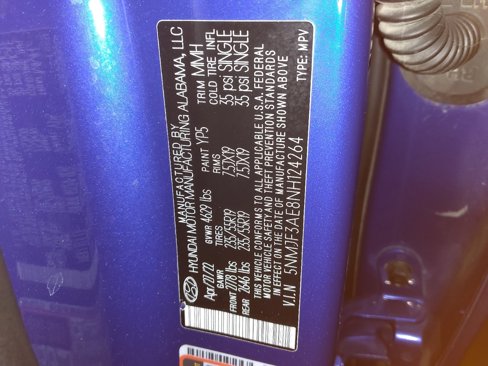 MANUFACTURED BY
HYUNDAI MOTOR MANUFACTURING ALABAMA, LLC
Apr/27/22 GVWR 4629 lbs PAINT YP5 TRIM MMH
GAWR TIRES RIMS COLD TIRE INFL
FRONT 2778 lbs 235/55R19 7.5JX19 35 psi SINGLE
REAR 2646 lbs 235/55R19 7.5JX19 35 psi SINGLE
THIS VEHICLE CONFORMS TO ALL APPLICABLE U.S.A. FEDERAL
MOTOR VEHICLE SAFETY AND THEFT PREVENTION STANDARDS
IN EFFECT ON THE DATE OF MANUFACTURE SHOWN ABOVE
V.I.N 5NMJF3AE8NH124264 TYPE: MPV